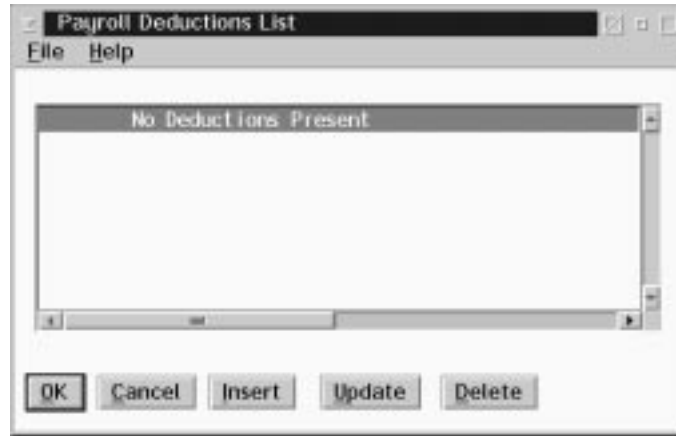 Payroll Deductions List
File Help
No Deductions Present
OK Cancel Insert Update Delete